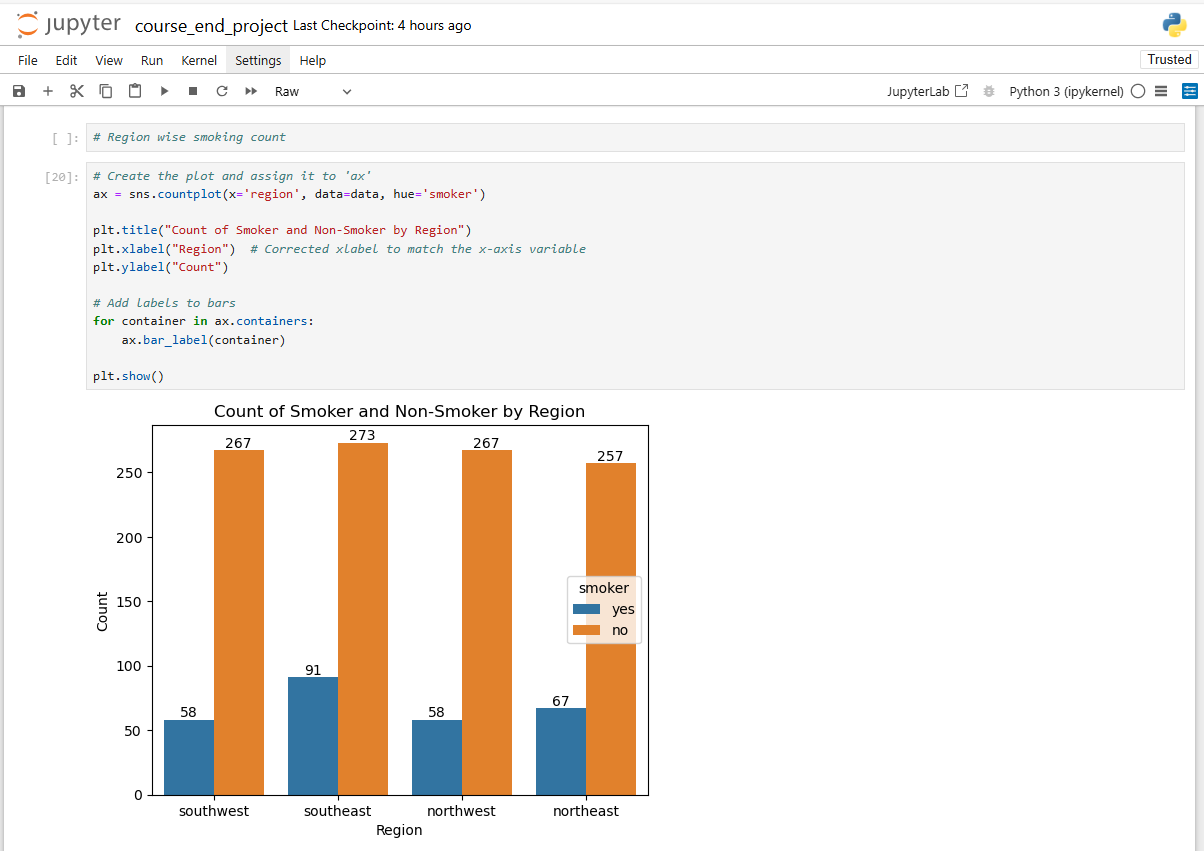 jupyter course_end_project Last Checkpoint: 4 hours ago
File Edit View Run Kernel Settings Help Trusted
Raw JupyterLab Python 3 (ipykernel)
[ ]: # Region wise smoking count
[20]: # Create the plot and assign it to 'ax'
ax = sns.countplot(x='region', data=data, hue='smoker')
plt.title("Count of Smoker and Non-Smoker by Region")
plt.xlabel("Region")  # Corrected xlabel to match the x-axis variable
plt.ylabel("Count")
# Add labels to bars
for container in ax.containers:
    ax.bar_label(container)
plt.show()
Count of Smoker and Non-Smoker by Region
267 273 267 257
250
200
smoker
yes
no
150
Count
100
91
58 58 67
50
0
southwest southeast northwest northeast
Region